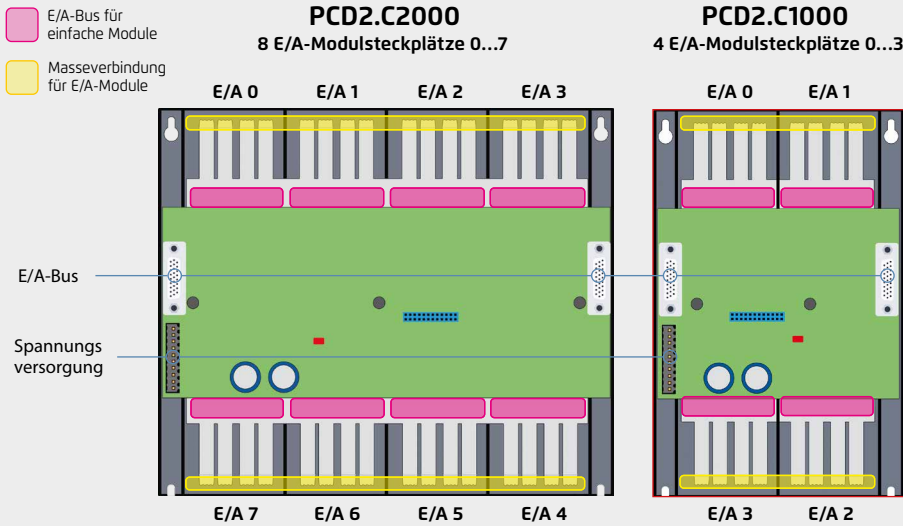 E/A-Bus für
einfache Module
Masseverbindung
für E/A-Module
PCD2.C2000
8 E/A-Modulsteckplätze 0...7
PCD2.C1000
4 E/A-Modulsteckplätze 0...3
E/A 0 E/A 1 E/A 2 E/A 3
E/A 0 E/A 1
E/A-Bus
Spannungs
versorgung
E/A 7 E/A 6 E/A 5 E/A 4
E/A 3 E/A 2